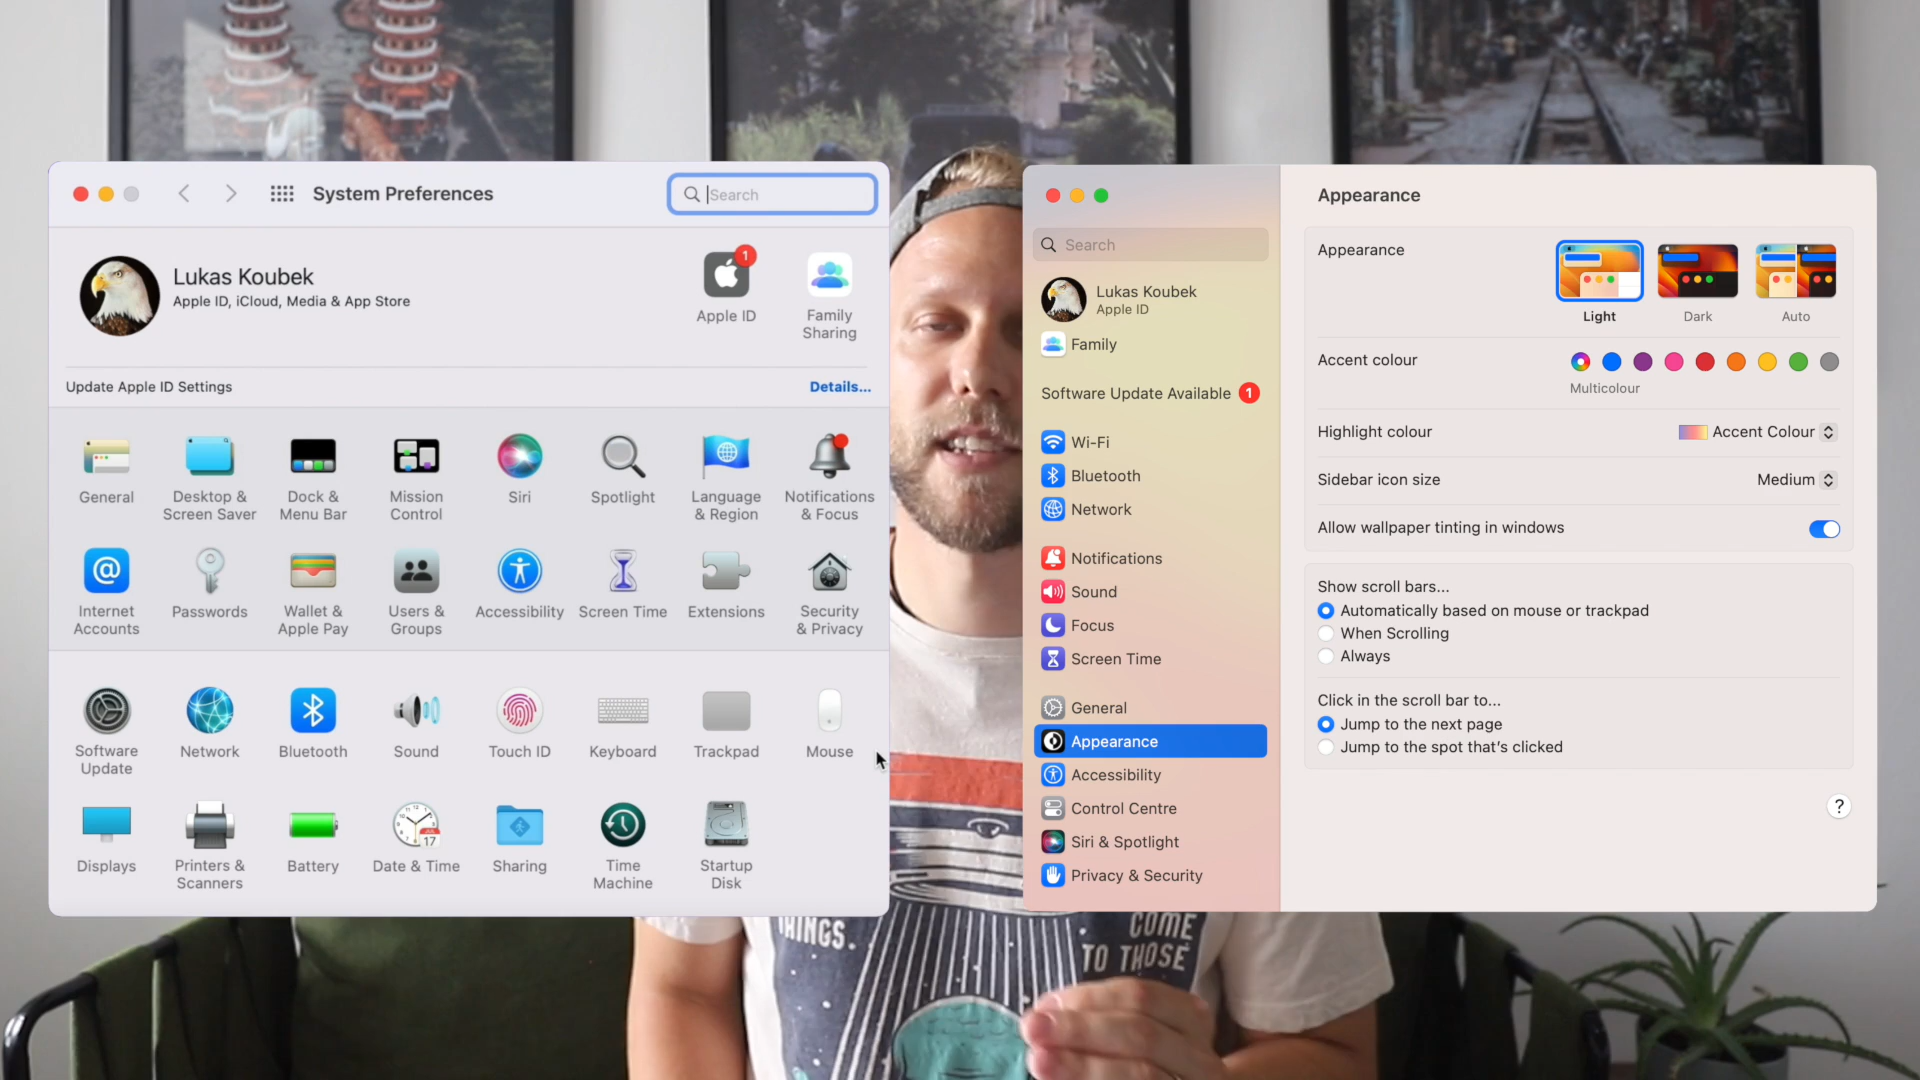 System Preferences
Search
Lukas Koubek
Apple ID, iCloud, Media & App Store
1
Apple ID
Family
Sharing
Update Apple ID Settings
Details...
General
Desktop &
Screen Saver
Dock &
Menu Bar
Mission
Control
Siri
Spotlight
Language
& Region
Notifications
& Focus
@
Internet
Accounts
Passwords
Wallet &
Apple Pay
Users &
Groups
Accessibility
Screen Time
Extensions
Security
& Privacy
Software
Update
Network
Bluetooth
Sound
Touch ID
Keyboard
Trackpad
Mouse
Displays
Printers &
Scanners
Battery
JUL
17
Date & Time
Sharing
Time
Machine
Startup
Disk
Search
Lukas Koubek
Apple ID
Family
Software Update Available 1
Wi-Fi
Bluetooth
Network
Notifications
Sound
Focus
Screen Time
General
Appearance
Accessibility
Control Centre
Siri & Spotlight
Privacy & Security
Appearance
Appearance
Light
Dark
Auto
Accent colour
Multicolour
Highlight colour
Accent Colour
Sidebar icon size
Medium
Allow wallpaper tinting in windows
Show scroll bars...
Automatically based on mouse or trackpad
When Scrolling
Always
Click in the scroll bar to...
Jump to the next page
Jump to the spot that's clicked
?
THINGS.
COME
TO THOSE